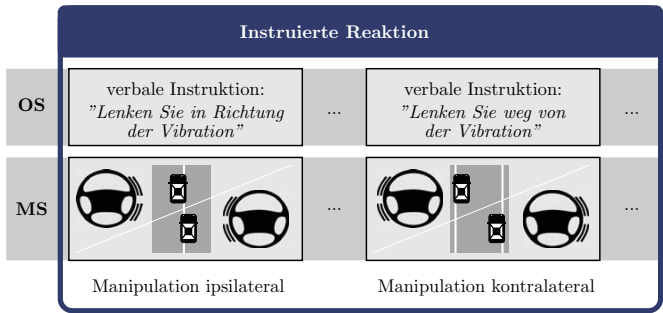 Instruierte Reaktion
OS
verbale Instruktion:
"Lenken Sie in Richtung
der Vibration"
...
verbale Instruktion:
"Lenken Sie weg von
der Vibration"
...
MS
...
...
Manipulation ipsilateral
Manipulation kontralateral